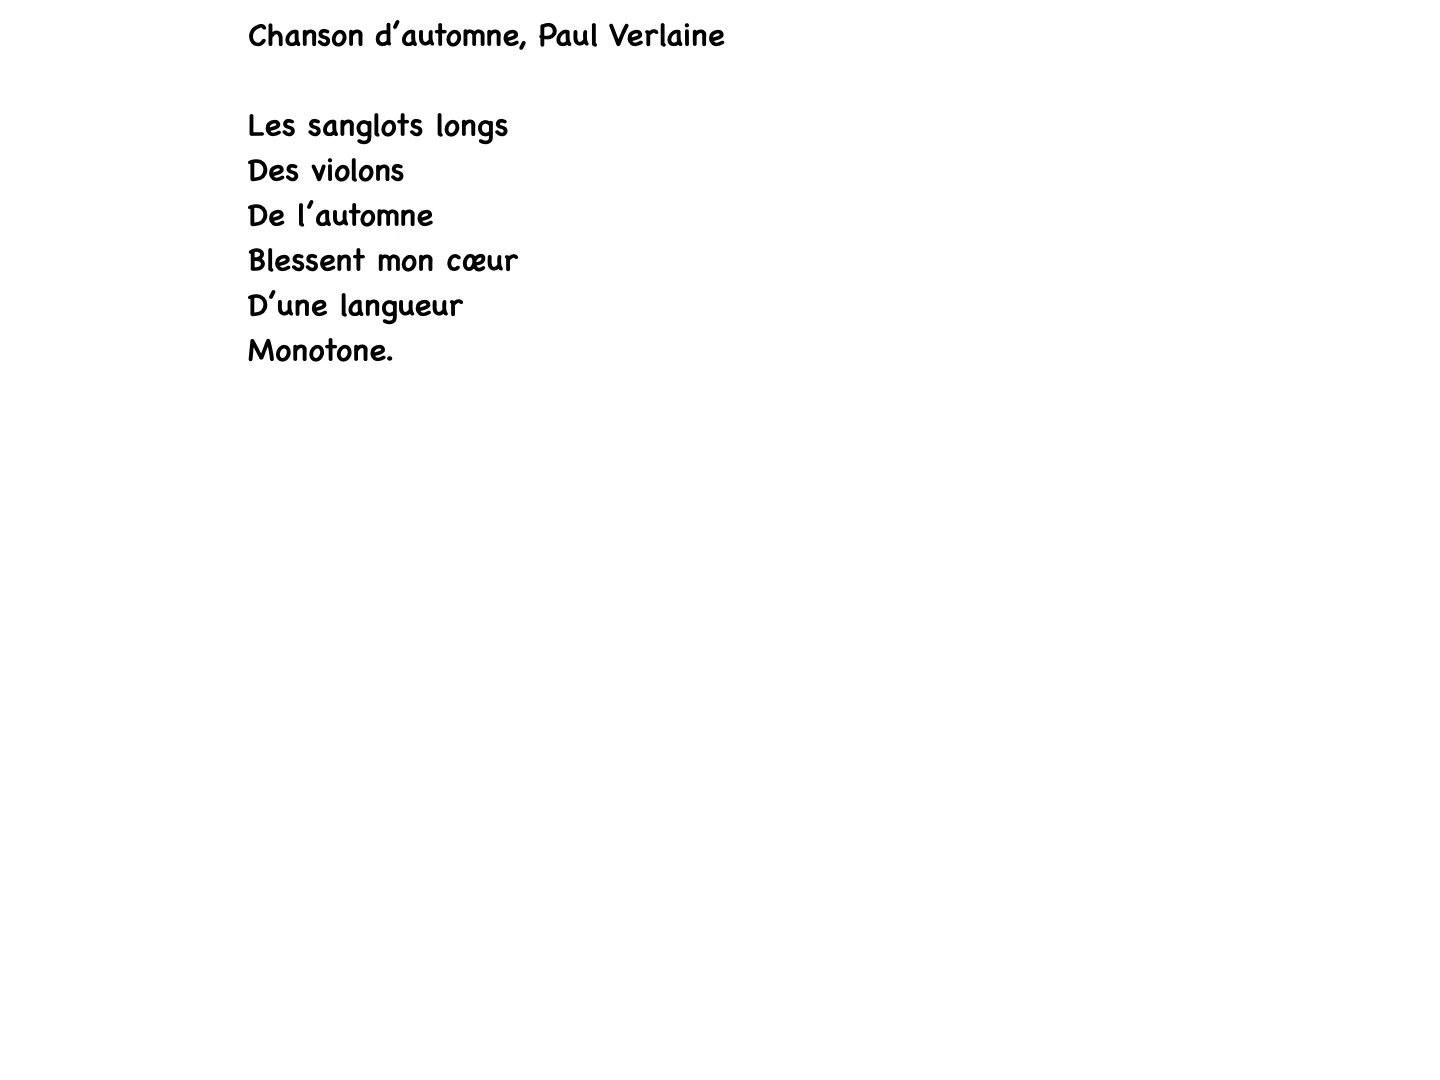 Chanson d’automne, Paul Verlaine
Les sanglots longs
Des violons
De l’automne
Blessent mon cœur
D’une langueur
Monotone.